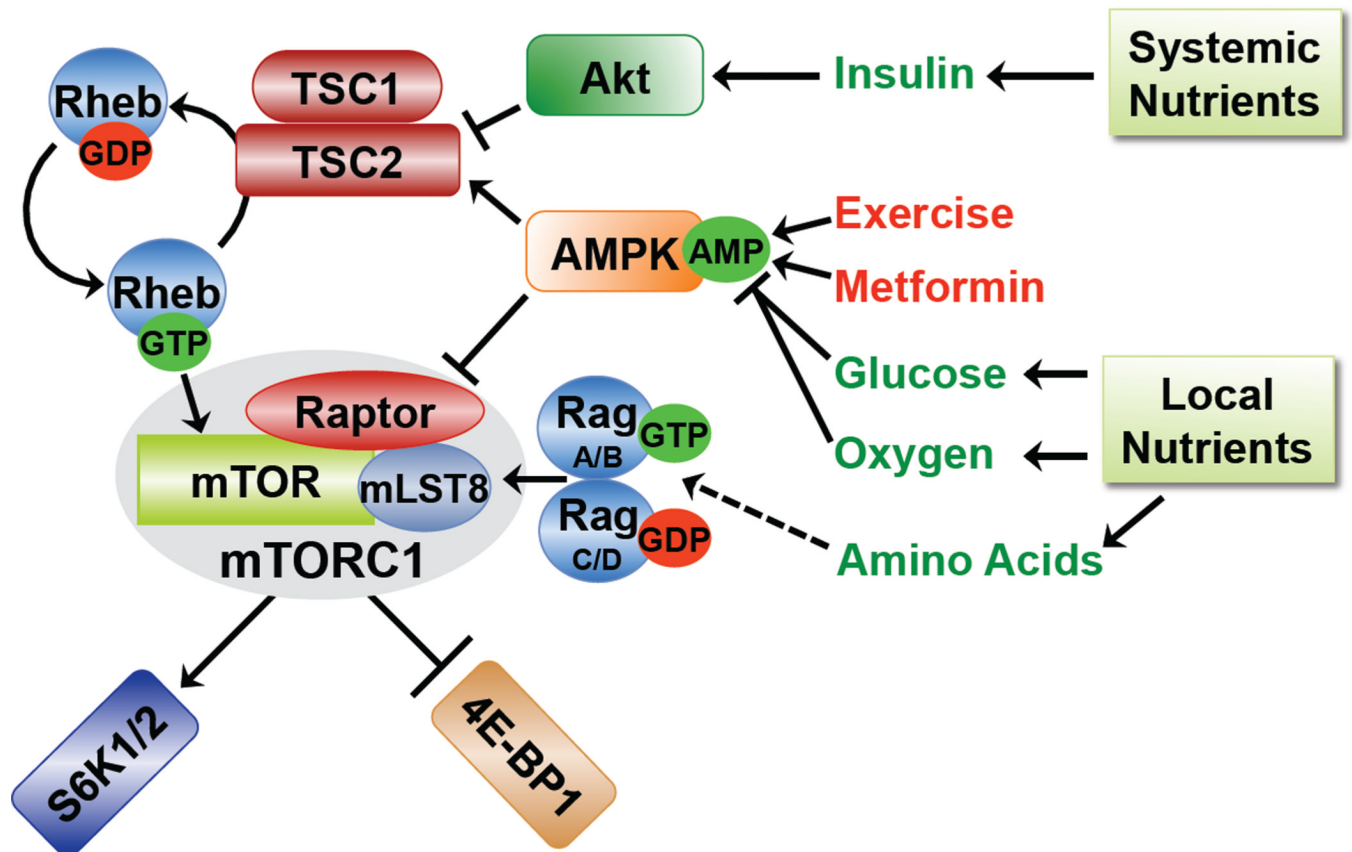 Systemic
Nutrients
Insulin
Akt
TSC1
TSC2
Rheb
GDP
Rheb
GTP
AMPK
AMP
Exercise
Metformin
Glucose
Oxygen
Amino Acids
Local
Nutrients
Raptor
mTOR
mLST8
mTORC1
Rag
A/B
GTP
Rag
C/D
GDP
S6K1/2
4E-BP1